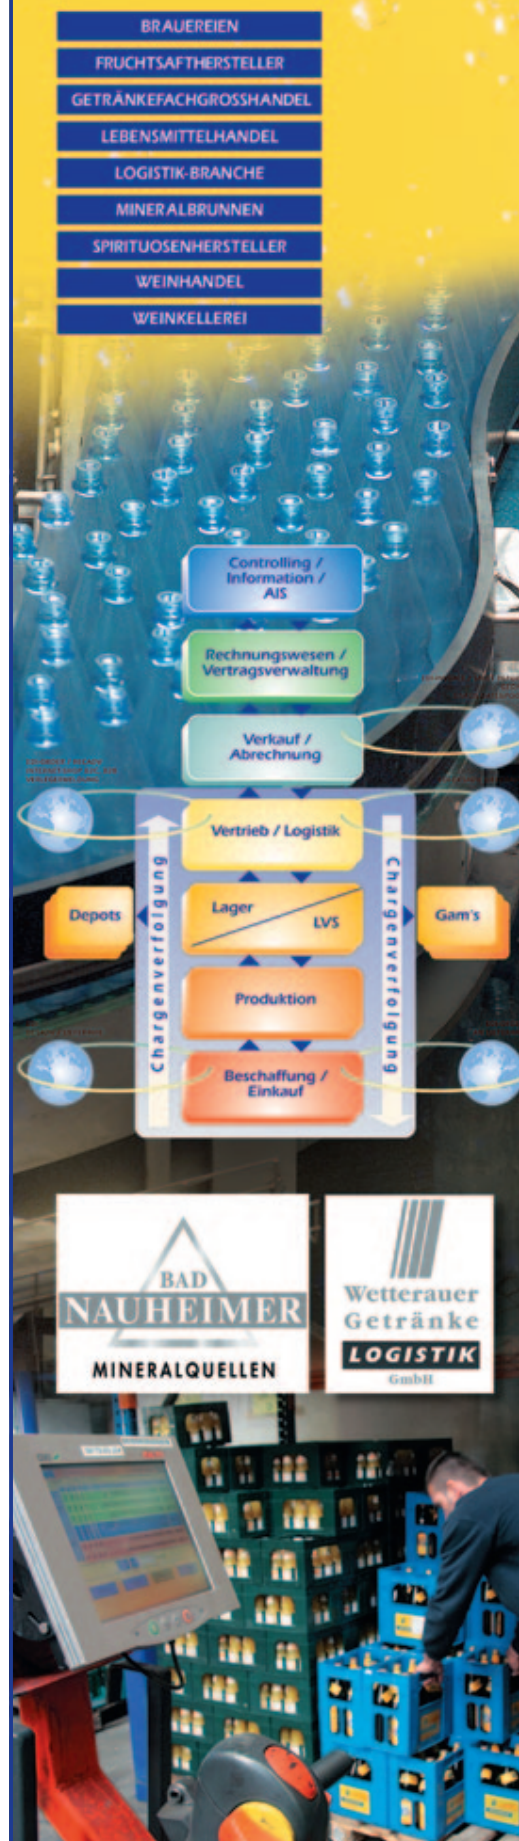 BRAUEREIEN
FRUCHTSAFTHERSTELLER
GETRÄNKEFACHGROSSHANDEL
LEBENSMITTELHANDEL
LOGISTIK-BRANCHE
MINERALBRUNNEN
SPIRITUOSENHERSTELLER
WEINHANDEL
WEINKELLEREI
Controlling /
Information /
AIS
Rechnungswesen /
Vertragsverwaltung
Verkauf /
Abrechnung
Vertrieb / Logistik
Chargenverfolgung
Chargenverfolgung
Depots
Lager
LVS
Gam's
Produktion
Beschaffung /
Einkauf
BAD
NAUHEIMER
MINERALQUELLEN
Wetterauer
Getränke
LOGISTIK
GmbH